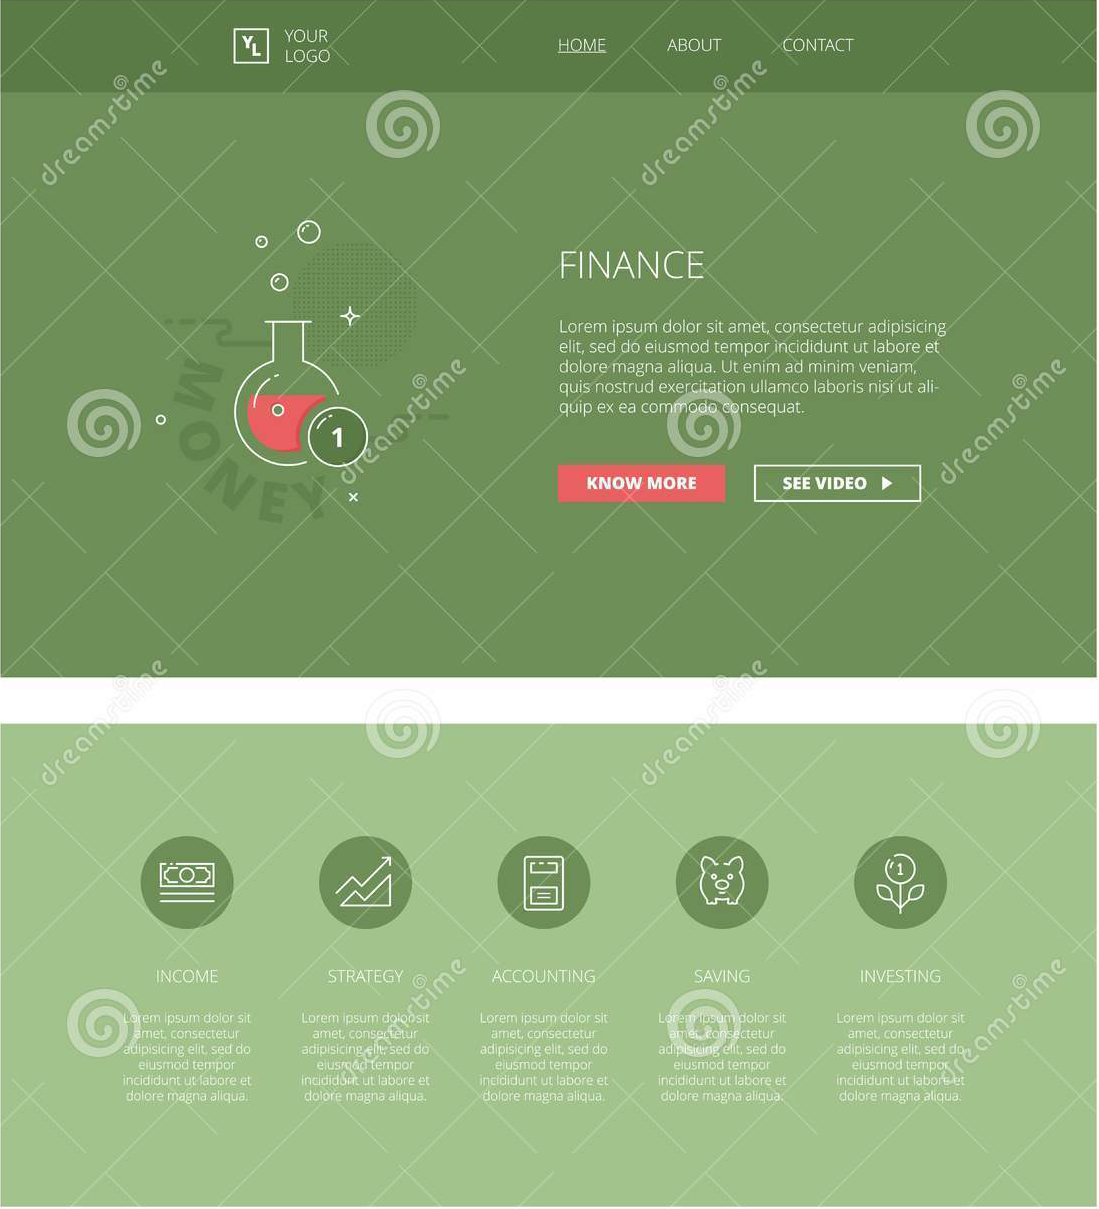 YL
YOUR
LOGO
HOME ABOUT CONTACT
FINANCE
Lorem ipsum dolor sit amet, consectetur adipisicing
elit, sed do eiusmod tempor incididunt ut labore et
dolore magna aliqua. Ut enim ad minim veniam,
quis nostrud exercitation ullamco laboris nisi ut ali-
quip ex ea commodo consequat.
MONEY
1
KNOW MORE
SEE VIDEO
1
INCOME
Lorem ipsum dolor sit
amet, consectetur
adipisicing elit, sed do
eiusmod tempor
incididunt ut labore et
dolore magna aliqua.
STRATEGY
Lorem ipsum dolor sit
amet, consectetur
adipisicing elit, sed do
eiusmod tempor
incididunt ut labore et
dolore magna aliqua.
ACCOUNTING
Lorem ipsum dolor sit
amet, consectetur
adipisicing elit, sed do
eiusmod tempor
incididunt ut labore et
dolore magna aliqua.
SAVING
Lorem ipsum dolor sit
amet, consectetur
adipisicing elit, sed do
eiusmod tempor
incididunt ut labore et
dolore magna aliqua.
INVESTING
Lorem ipsum dolor sit
amet, consectetur
adipisicing elit, sed do
eiusmod tempor
incididunt ut labore et
dolore magna aliqua.
dreamstime
dreamstime
dreamstime
dreamstime
dreamstime
dreamstime
dreamstime
dreamstime